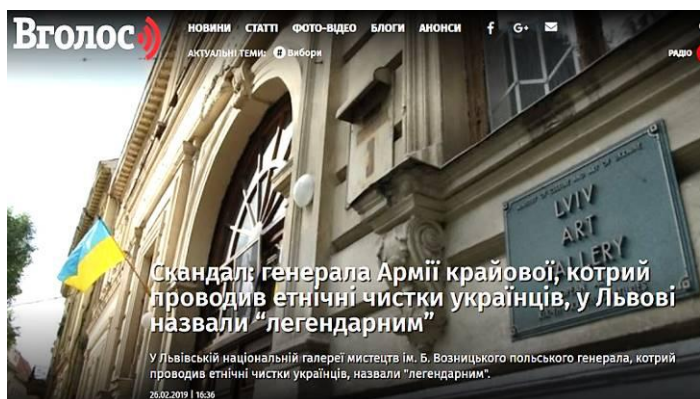 Вголос
НОВИНИ СТАТТІ ФОТО-ВІДЕО БЛОГИ АНОНСИ f G+
АКТУАЛЬНІ ТЕМИ: # Вибори
РАДІО
LVIV
ART
GALLERY
Скандал: генерала Армії крайової, котрий
проводив етнічні чистки українців, у Львові
назвали “легендарним”
У Львівській національній галереї мистецтв ім. Б. Возницького польського генерала, котрий
проводив етнічні чистки українців, назвали "легендарним".
26.02.2019 | 16:36